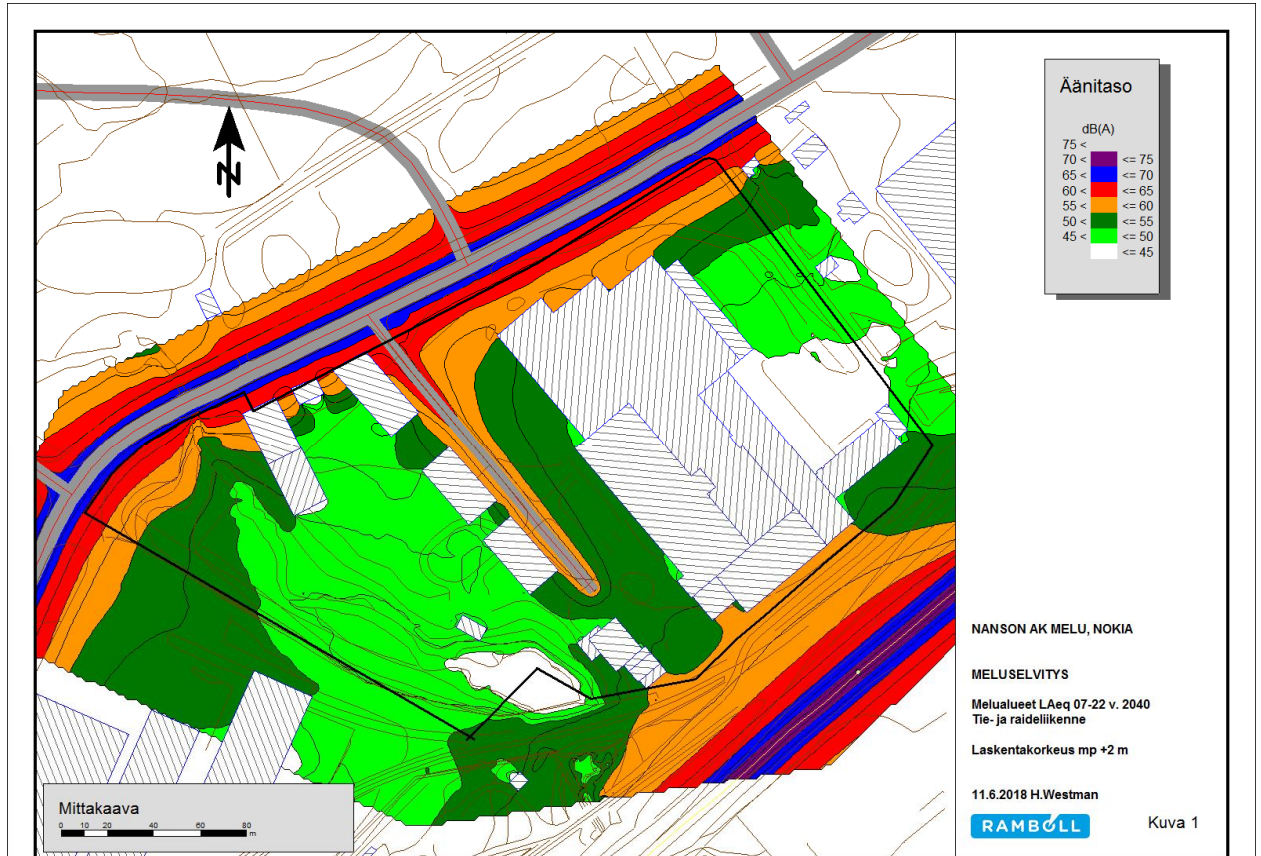 N
Äänitaso
dB(A)
75 <
70 < <= 75
65 < <= 70
60 < <= 65
55 < <= 60
50 < <= 55
45 < <= 50
<= 45
NANSON AK MELU, NOKIA
MELUSELVITYS
Melualueet LAeq 07-22 v. 2040
Tie- ja raideliikenne
Laskentakorkeus mp +2 m
11.6.2018 H.Westman
RAMBOLL
Kuva 1
Mittakaava
0 10 20 40 60 80
m